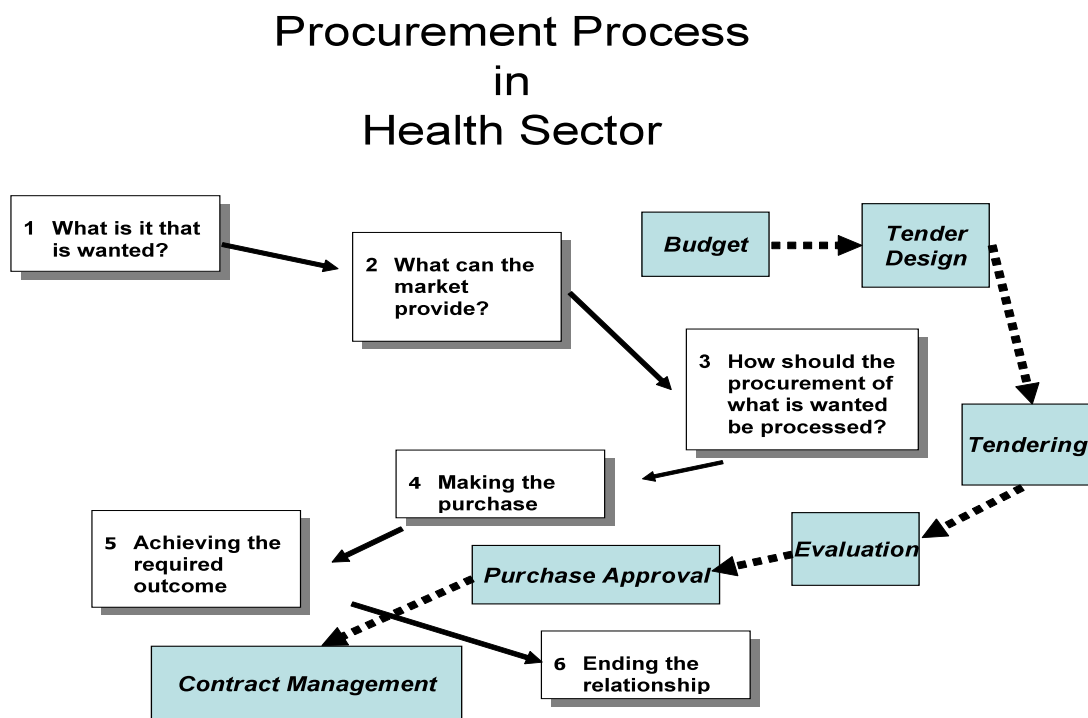 Procurement Process
in
Health Sector
1 What is it that
is wanted?
2 What can the
market
provide?
Budget
Tender
Design
3 How should the
procurement of
what is wanted
be processed?
Tendering
4 Making the
purchase
5 Achieving the
required
outcome
Evaluation
Purchase Approval
6 Ending the
relationship
Contract Management